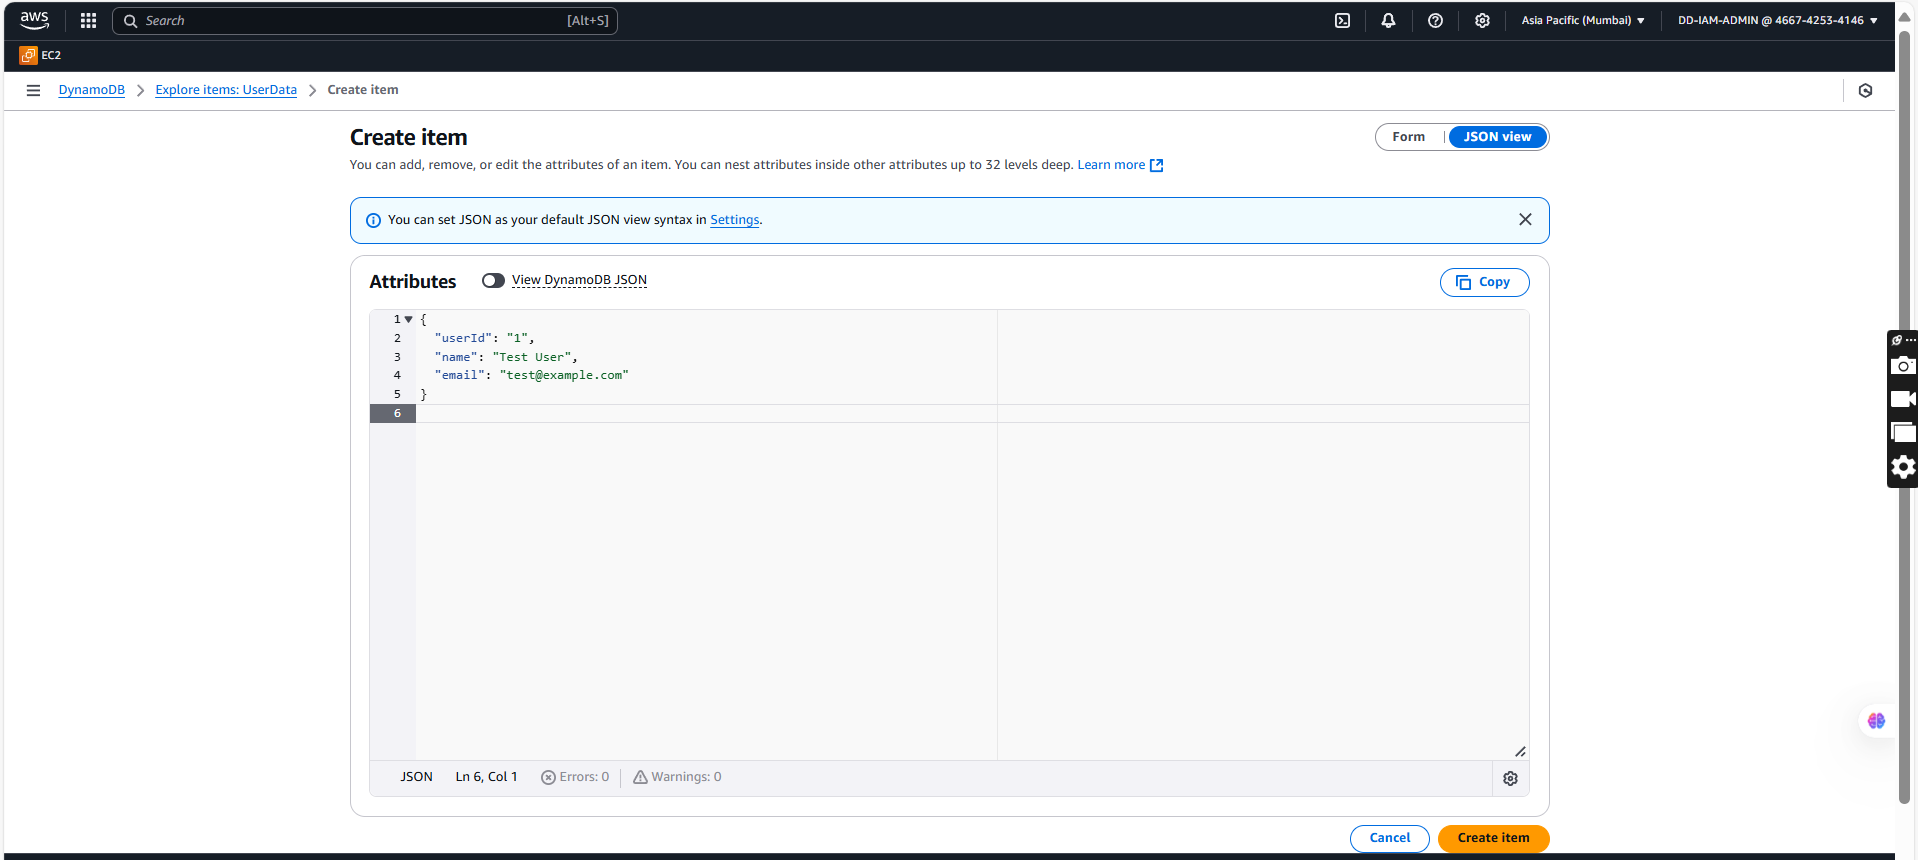 aws
Search [Alt+S] Asia Pacific (Mumbai) DD-IAM-ADMIN @ 4667-4253-4146
EC2
DynamoDB Explore items: UserData Create item
Create item Form JSON view
You can add, remove, or edit the attributes of an item. You can nest attributes inside other attributes up to 32 levels deep. Learn more
You can set JSON as your default JSON view syntax in Settings.
Attributes View DynamoDB JSON Copy
1 {
2 "userId": "1",
3 "name": "Test User",
4 "email": "test@example.com"
5 }
6
JSON Ln 6, Col 1 Errors: 0 Warnings: 0
Cancel Create item